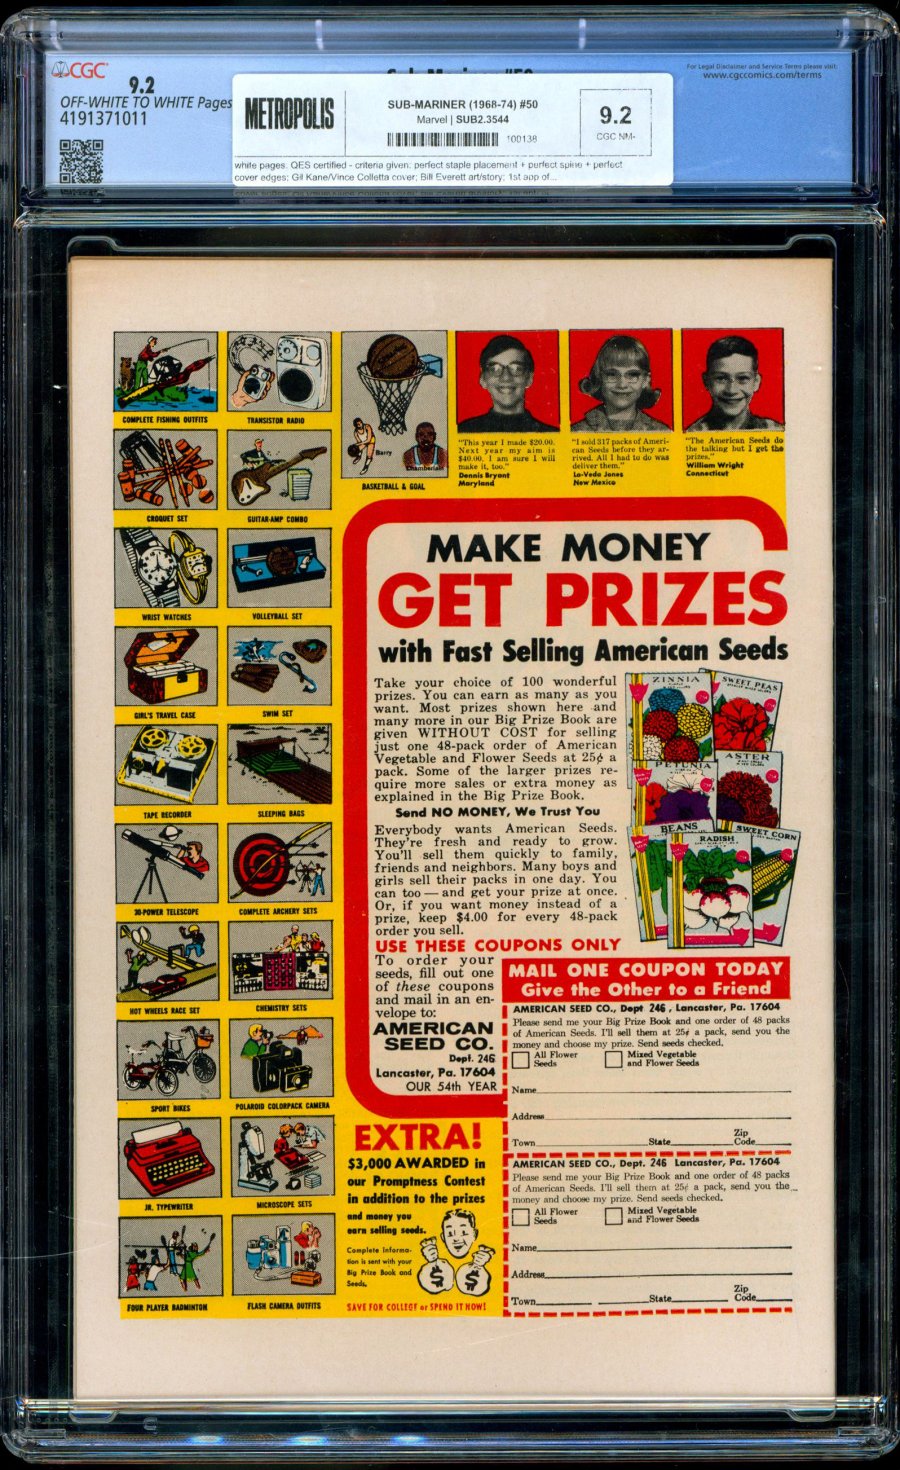 CGC
9.2
OFF-WHITE TO WHITE Pages
4191371011
For Legal Disclaimer and Service Terms please visit:
www.cgccomics.com/terms
METROPOLIS
SUB-MARINER (1968-74) #50
Marvel | SUB2.3544
100138
9.2
CGC NM-
white pages; QES certified - criteria given; perfect staple placement + perfect spine + perfect
cover edges; Gil Kane/Vince Colletta cover; Bill Everett art/story; 1st app of...
COMPLETE FISHING OUTFITS
TRANSISTOR RADIO
Barry
Chamberlain
BASKETBALL & GOAL
"This year I made $20.00.
Next year my aim is
$40.00. I am sure I will
make it, too."
Dennis Bryant
Maryland
"I sold 317 packs of Ameri-
can Seeds before they ar-
rived. All I had to do was
deliver them."
La-Veda Jones
New Mexico
"The American Seeds do
the talking but I get the
prizes."
William Wright
Connecticut
CROQUET SET
GUITAR-AMP COMBO
WRIST WATCHES
VOLLEYBALL SET
GIRL'S TRAVEL CASE
SWIM SET
TAPE RECORDER
SLEEPING BAGS
30-POWER TELESCOPE
COMPLETE ARCHERY SETS
HOT WHEELS RACE SET
CHEMISTRY SETS
SPORT BIKES
POLAROID COLORPACK CAMERA
JR. TYPEWRITER
MICROSCOPE SETS
FOUR PLAYER BADMINTON
FLASH CAMERA OUTFITS
MAKE MONEY
GET PRIZES
with Fast Selling American Seeds
Take your choice of 100 wonderful
prizes. You can earn as many as you
want. Most prizes shown here and
many more in our Big Prize Book are
given WITHOUT COST for selling
just one 48-pack order of American
Vegetable and Flower Seeds at 25¢ a
pack. Some of the larger prizes re-
quire more sales or extra money as
explained in the Big Prize Book.
Send NO MONEY, We Trust You
Everybody wants American Seeds.
They're fresh and ready to grow.
You'll sell them quickly to family,
friends and neighbors. Many boys and
girls sell their packs in one day. You
can too — and get your prize at once.
Or, if you want money instead of a
prize, keep $4.00 for every 48-pack
order you sell.
USE THESE COUPONS ONLY
To order your
seeds, fill out one
of these coupons
and mail in an en-
velope to:
AMERICAN
SEED CO.
Dept. 246
Lancaster, Pa. 17604
OUR 54th YEAR
ZINNIA
SWEET PEAS
PETUNIA
ASTER
BEANS
RADISH
SWEET CORN
MAIL ONE COUPON TODAY
Give the Other to a Friend
AMERICAN SEED CO., Dept 246, Lancaster, Pa. 17604
Please send me your Big Prize Book and one order of 48 packs
of American Seeds. I'll sell them at 25¢ a pack, send you the
money and choose my prize. Send seeds checked.
All Flower
Seeds
Mixed Vegetable
and Flower Seeds
Name
Address
Town State Zip Code
AMERICAN SEED CO., Dept. 246 Lancaster, Pa. 17604
Please send me your Big Prize Book and one order of 48 packs
of American Seeds. I'll sell them at 25¢ a pack, send you the
money and choose my prize. Send seeds checked.
All Flower
Seeds
Mixed Vegetable
and Flower Seeds
Name
Address
Town State Zip Code
EXTRA!
$3,000 AWARDED in
our Promptness Contest
in addition to the prizes
and money you
earn selling seeds.
Complete Informa-
tion is sent with your
Big Prize Book and
Seeds.
$ $
SAVE FOR COLLEGE or SPEND IT NOW!